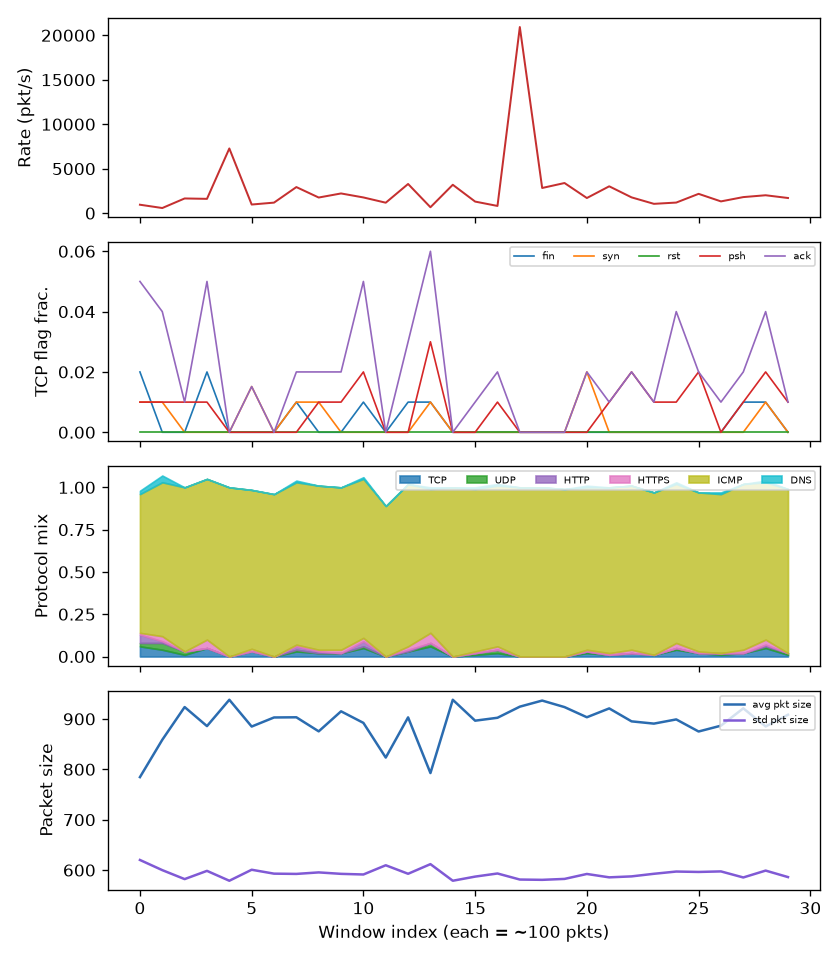 20000
15000
10000
5000
0
Rate (pkt/s)
0.06
0.04
0.02
0.00
TCP flag frac.
fin syn rst psh ack
1.00
0.75
0.50
0.25
0.00
Protocol mix
TCP UDP HTTP HTTPS ICMP DNS
900
800
700
600
Packet size
avg pkt size
std pkt size
0 5 10 15 20 25 30
Window index (each = ~100 pkts)